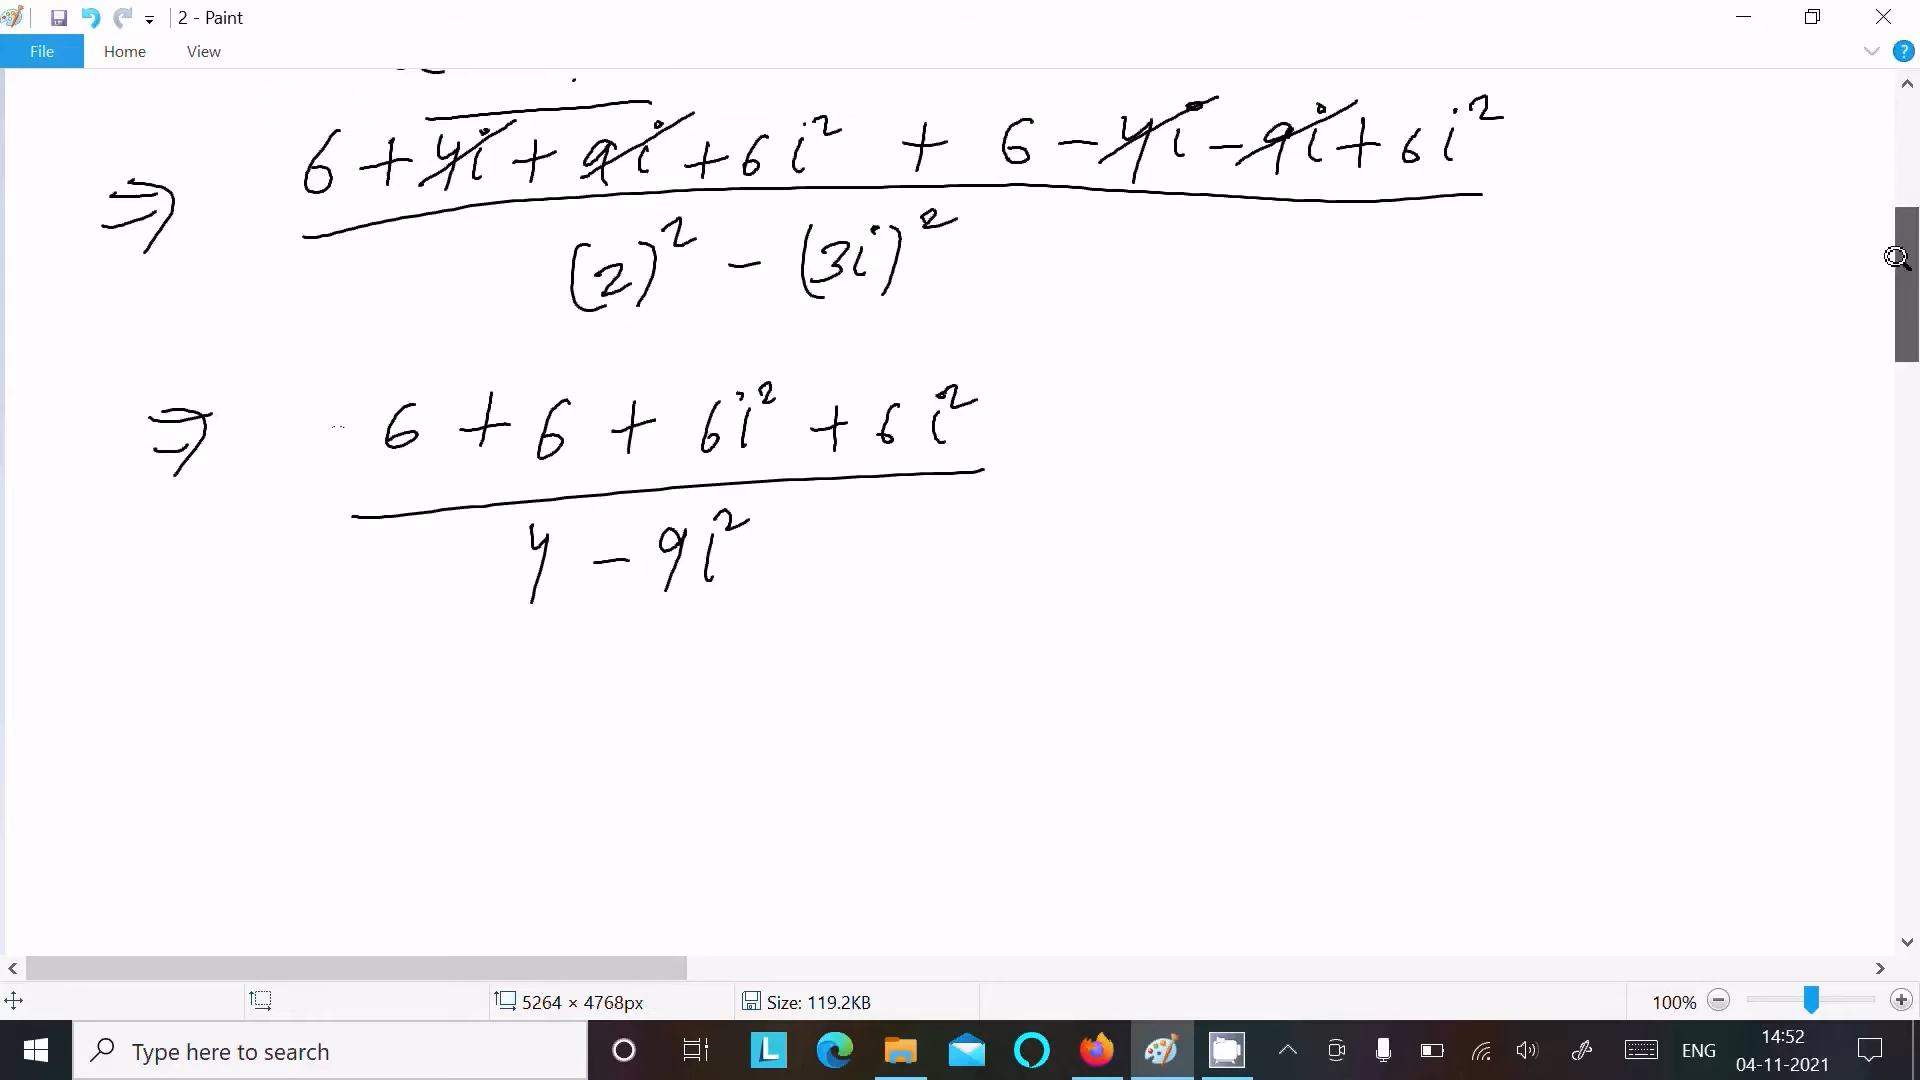 2 - Paint
File Home View
⇒ 6 + 4i + 9i + 6i² + 6 - 4i - 9i + 6i²
(2)² - (3i)²
⇒ 6 + 6 + 6i² + 6i²
4 - 9i²
5264 × 4768px Size: 119.2KB 100%
Type here to search L ENG 14:52
04-11-2021